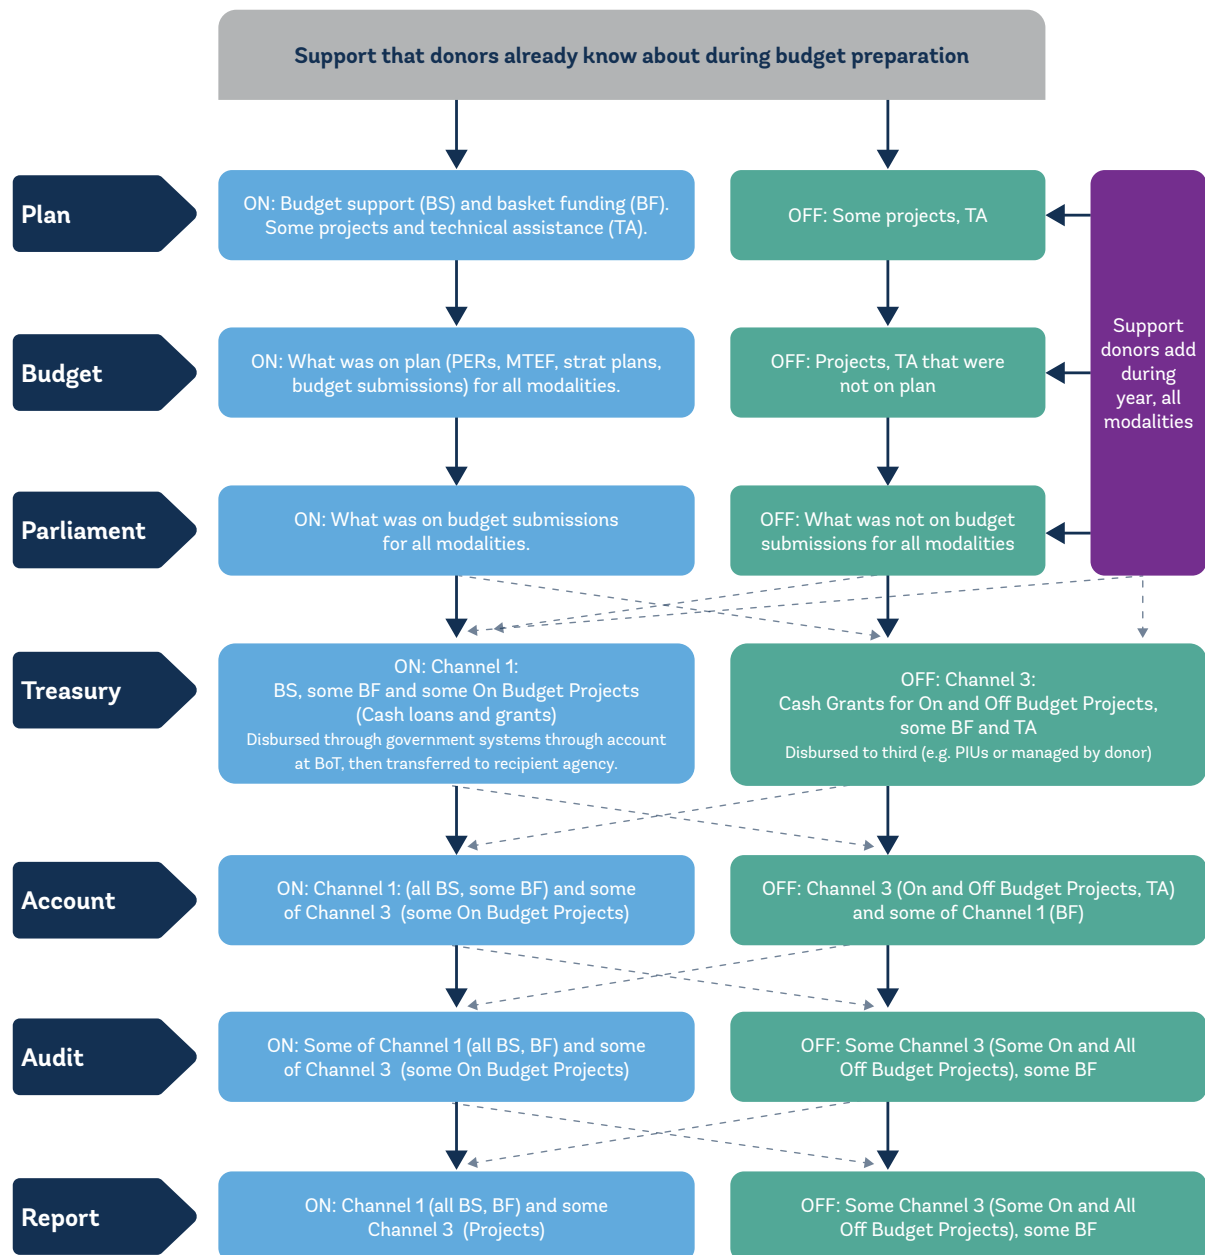 Support that donors already know about during budget preparation
Plan
ON: Budget support (BS) and basket funding (BF).
Some projects and technical assistance (TA).
OFF: Some projects, TA
Support
donors add
during
year, all
modalities
Budget
ON: What was on plan (PERs, MTEF, strat plans,
budget submissions) for all modalities.
OFF: Projects, TA that were
not on plan
Parliament
ON: What was on budget submissions
for all modalities.
OFF: What was not on budget
submissions for all modalities
Treasury
ON: Channel 1:
BS, some BF and some On Budget Projects
(Cash loans and grants)
Disbursed through government systems through account
at BoT, then transferred to recipient agency.
OFF: Channel 3:
Cash Grants for On and Off Budget Projects,
some BF and TA
Disbursed to third (e.g. PIUs or managed by donor)
Account
ON: Channel 1: (all BS, some BF) and some
of Channel 3 (some On Budget Projects)
OFF: Channel 3 (On and Off Budget Projects, TA)
and some of Channel 1 (BF)
Audit
ON: Some of Channel 1 (all BS, BF) and some
of Channel 3 (some On Budget Projects)
OFF: Some Channel 3 (Some On and All
Off Budget Projects), some BF
Report
ON: Channel 1 (all BS, BF) and some
Channel 3 (Projects)
OFF: Some Channel 3 (Some On and All
Off Budget Projects), some BF